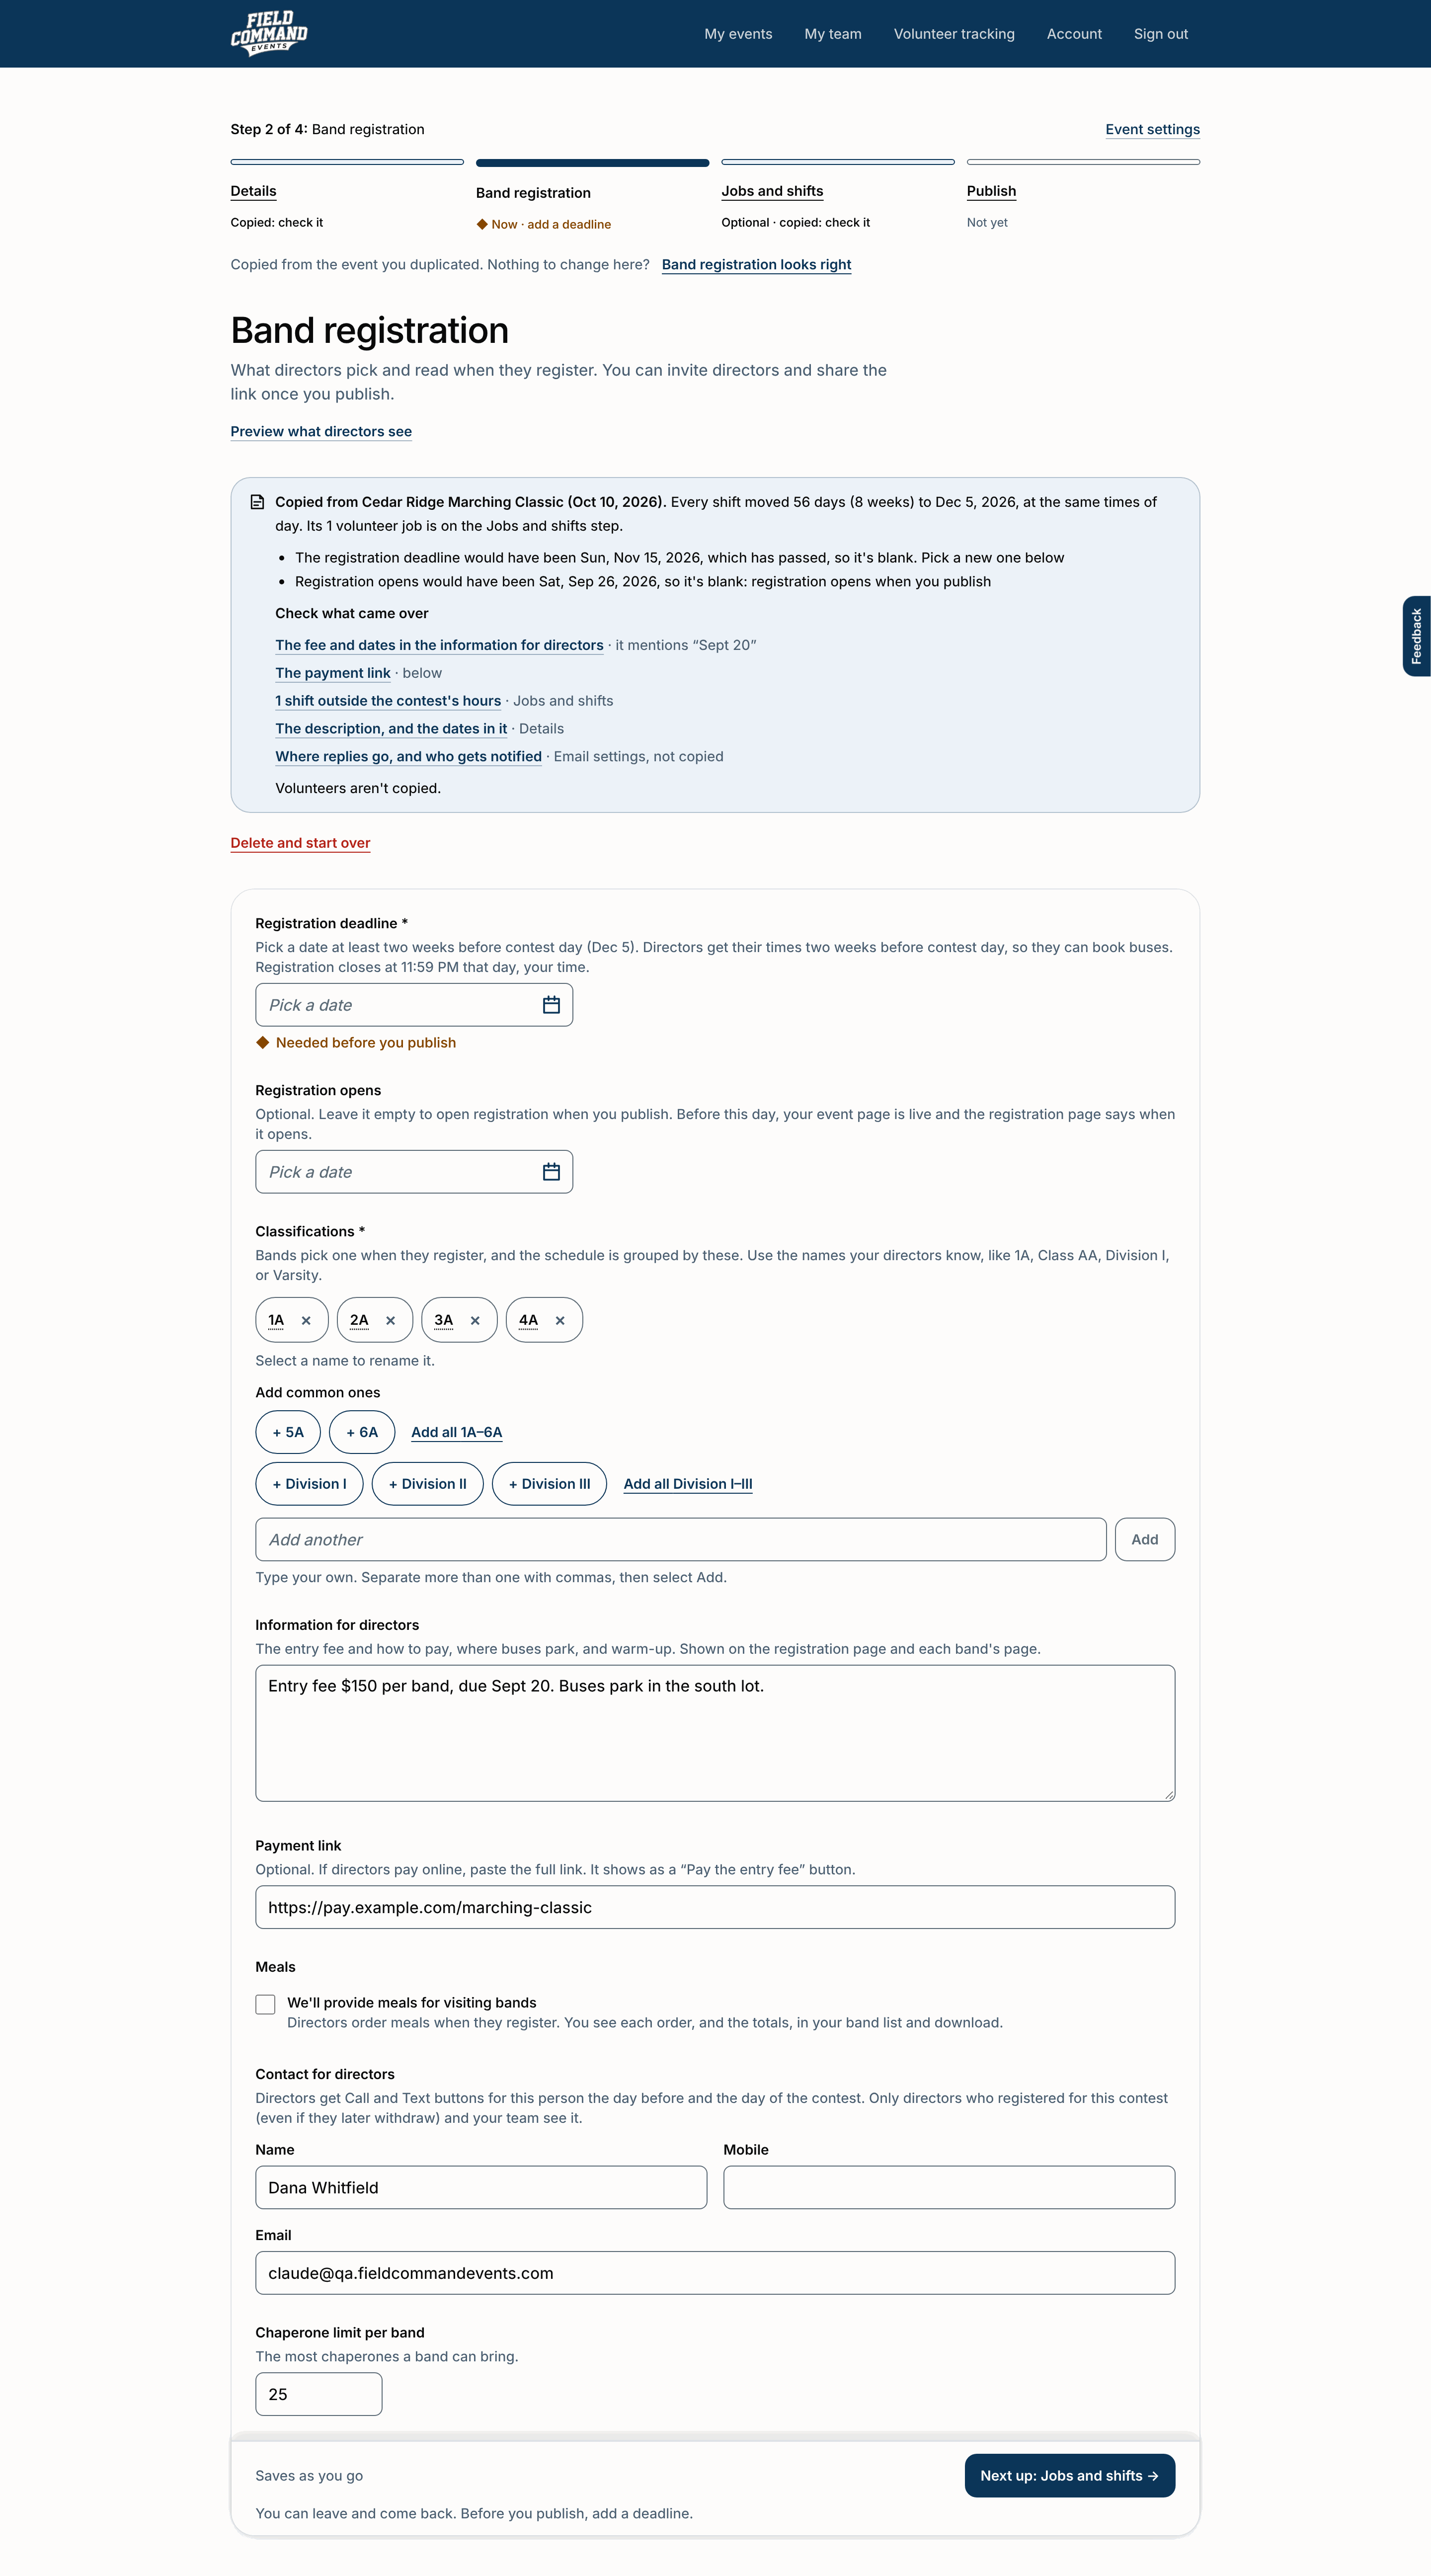 FIELD
COMMAND
EVENTS
My events
My team
Volunteer tracking
Account
Sign out
Step 2 of 4: Band registration
Event settings
Details
Copied: check it
Band registration
◆ Now · add a deadline
Jobs and shifts
Optional · copied: check it
Publish
Not yet
Copied from the event you duplicated. Nothing to change here? Band registration looks right
Band registration
What directors pick and read when they register. You can invite directors and share the
link once you publish.
Preview what directors see
Copied from Cedar Ridge Marching Classic (Oct 10, 2026). Every shift moved 56 days (8 weeks) to Dec 5, 2026, at the same times of
day. Its 1 volunteer job is on the Jobs and shifts step.
• The registration deadline would have been Sun, Nov 15, 2026, which has passed, so it's blank. Pick a new one below
• Registration opens would have been Sat, Sep 26, 2026, so it's blank: registration opens when you publish
Check what came over
The fee and dates in the information for directors · it mentions “Sept 20”
The payment link · below
1 shift outside the contest's hours · Jobs and shifts
The description, and the dates in it · Details
Where replies go, and who gets notified · Email settings, not copied
Volunteers aren't copied.
Feedback
Delete and start over
Registration deadline *
Pick a date at least two weeks before contest day (Dec 5). Directors get their times two weeks before contest day, so they can book buses.
Registration closes at 11:59 PM that day, your time.
Pick a date
◆ Needed before you publish
Registration opens
Optional. Leave it empty to open registration when you publish. Before this day, your event page is live and the registration page says when
it opens.
Pick a date
Classifications *
Bands pick one when they register, and the schedule is grouped by these. Use the names your directors know, like 1A, Class AA, Division I,
or Varsity.
1A × 2A × 3A × 4A ×
Select a name to rename it.
Add common ones
+ 5A + 6A Add all 1A–6A
+ Division I + Division II + Division III Add all Division I–III
Add another
Add
Type your own. Separate more than one with commas, then select Add.
Information for directors
The entry fee and how to pay, where buses park, and warm-up. Shown on the registration page and each band's page.
Entry fee $150 per band, due Sept 20. Buses park in the south lot.
Payment link
Optional. If directors pay online, paste the full link. It shows as a “Pay the entry fee” button.
https://pay.example.com/marching-classic
Meals
We'll provide meals for visiting bands
Directors order meals when they register. You see each order, and the totals, in your band list and download.
Contact for directors
Directors get Call and Text buttons for this person the day before and the day of the contest. Only directors who registered for this contest
(even if they later withdraw) and your team see it.
Name
Mobile
Dana Whitfield
Email
claude@qa.fieldcommandevents.com
Chaperone limit per band
The most chaperones a band can bring.
25
Saves as you go
Next up: Jobs and shifts →
You can leave and come back. Before you publish, add a deadline.